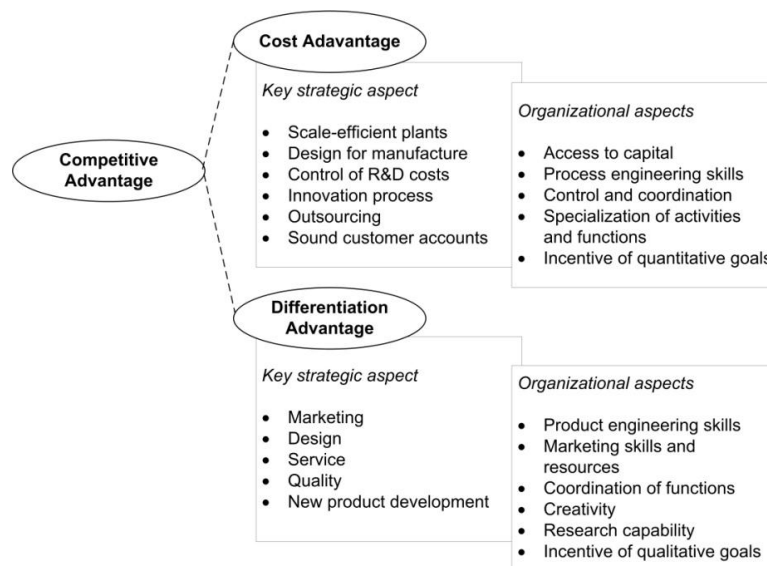 Cost Adavantage
Competitive
Advantage
Key strategic aspect
• Scale-efficient plants
• Design for manufacture
• Control of R&D costs
• Innovation process
• Outsourcing
• Sound customer accounts
Organizational aspects
• Access to capital
• Process engineering skills
• Control and coordination
• Specialization of activities
and functions
• Incentive of quantitative goals
Differentiation
Advantage
Key strategic aspect
• Marketing
• Design
• Service
• Quality
• New product development
Organizational aspects
• Product engineering skills
• Marketing skills and
resources
• Coordination of functions
• Creativity
• Research capability
• Incentive of qualitative goals